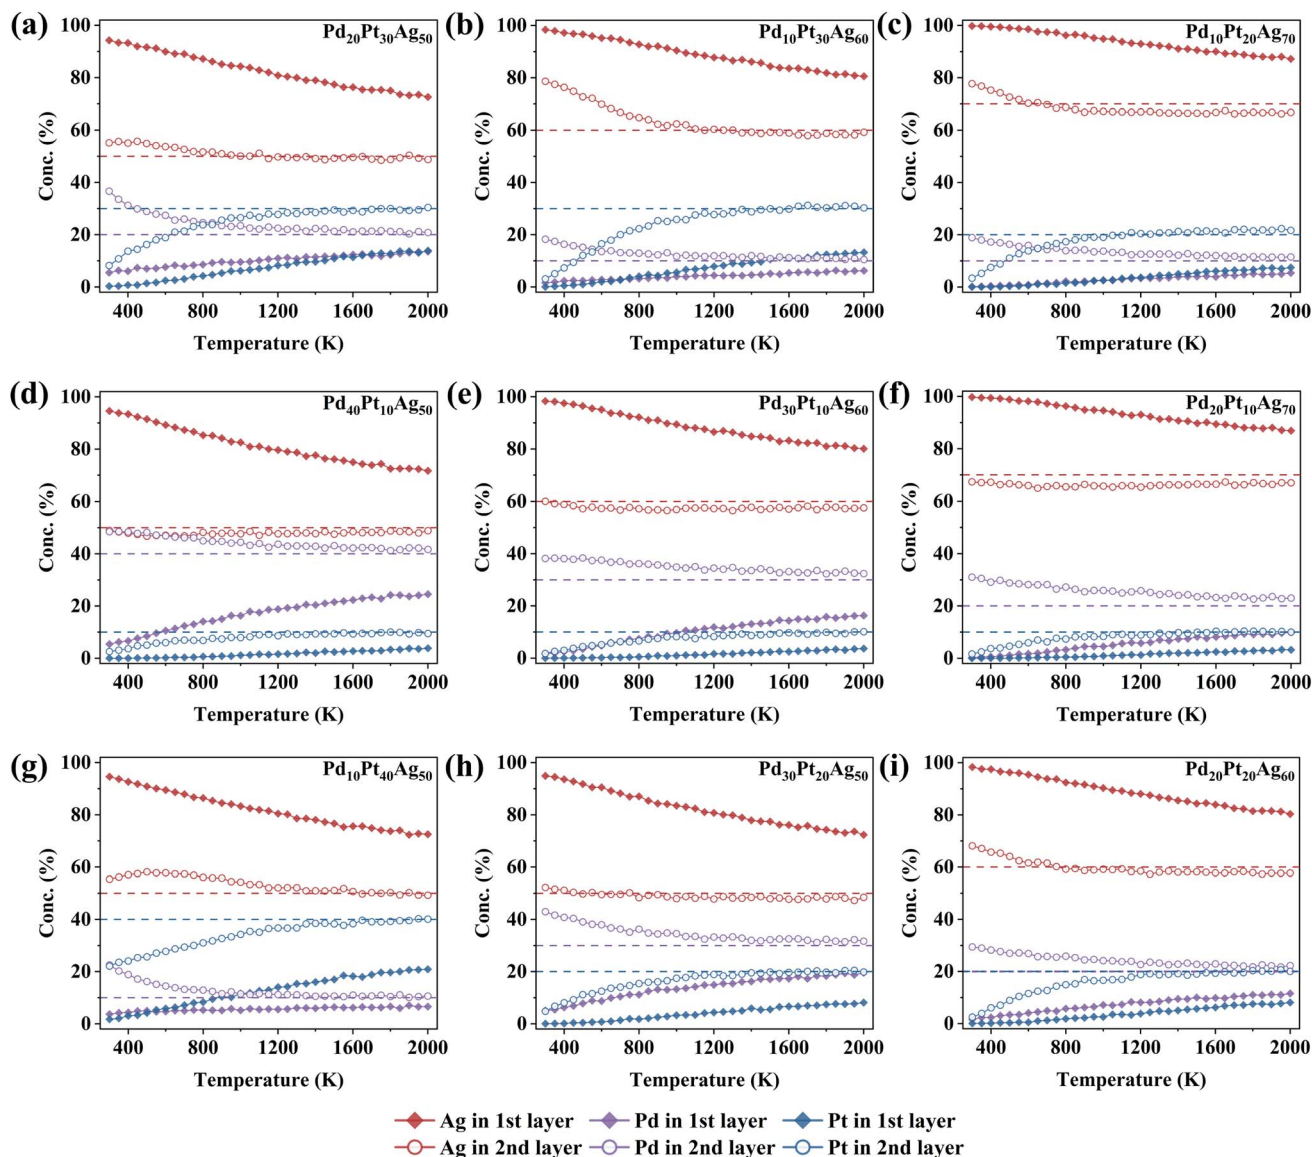 (a) Pd20Pt30Ag50
(b) Pd10Pt30Ag60
(c) Pd10Pt20Ag70
100
80
60
40
20
0
Conc. (%)
400 800 1200 1600 2000
Temperature (K)
100
80
60
40
20
0
Conc. (%)
400 800 1200 1600 2000
Temperature (K)
100
80
60
40
20
0
Conc. (%)
400 800 1200 1600 2000
Temperature (K)
(d) Pd40Pt10Ag50
(e) Pd30Pt10Ag60
(f) Pd20Pt10Ag70
100
80
60
40
20
0
Conc. (%)
400 800 1200 1600 2000
Temperature (K)
100
80
60
40
20
0
Conc. (%)
400 800 1200 1600 2000
Temperature (K)
100
80
60
40
20
0
Conc. (%)
400 800 1200 1600 2000
Temperature (K)
(g) Pd10Pt40Ag50
(h) Pd30Pt20Ag50
(i) Pd20Pt20Ag60
100
80
60
40
20
0
Conc. (%)
400 800 1200 1600 2000
Temperature (K)
100
80
60
40
20
0
Conc. (%)
400 800 1200 1600 2000
Temperature (K)
100
80
60
40
20
0
Conc. (%)
400 800 1200 1600 2000
Temperature (K)
Ag in 1st layer Pd in 1st layer Pt in 1st layer
Ag in 2nd layer Pd in 2nd layer Pt in 2nd layer